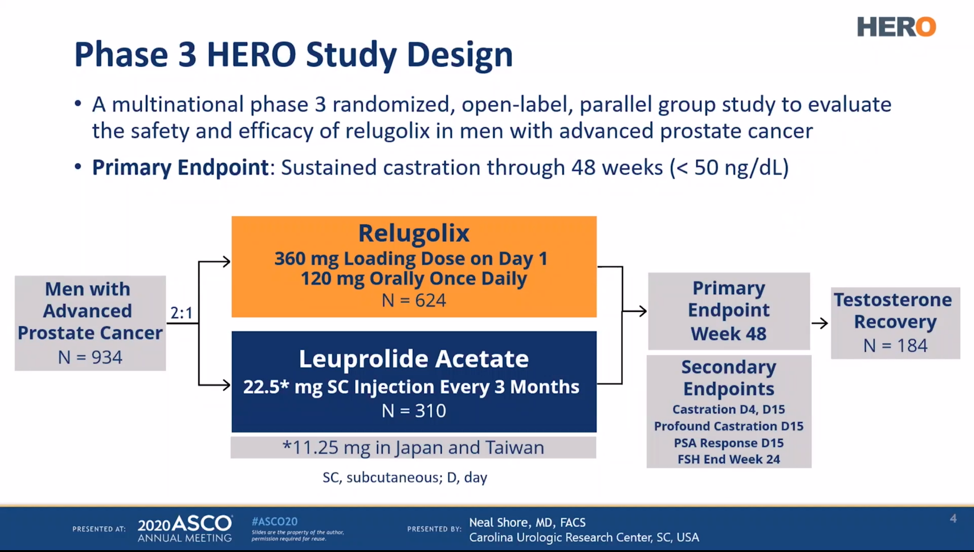 HERO
Phase 3 HERO Study Design
• A multinational phase 3 randomized, open-label, parallel group study to evaluate
the safety and efficacy of relugolix in men with advanced prostate cancer
• Primary Endpoint: Sustained castration through 48 weeks (< 50 ng/dL)
Men with
Advanced
Prostate Cancer
N = 934
2:1
Relugolix
360 mg Loading Dose on Day 1
120 mg Orally Once Daily
N = 624
Leuprolide Acetate
22.5* mg SC Injection Every 3 Months
N = 310
*11.25 mg in Japan and Taiwan
SC, subcutaneous; D, day
Primary
Endpoint
Week 48
Secondary
Endpoints
Castration D4, D15
Profound Castration D15
PSA Response D15
FSH End Week 24
Testosterone
Recovery
N = 184
PRESENTED AT:
2020 ASCO
ANNUAL MEETING
#ASCO20
Slides are the property of the author,
permission required for reuse.
PRESENTED BY:
Neal Shore, MD, FACS
Carolina Urologic Research Center, SC, USA
4